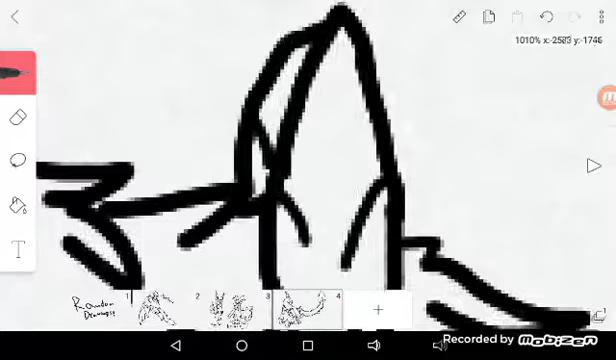 1010% x:-2583 y:-1746
T
Random
Drawings!
1
2
3
4
+
Recorded by
mobizen